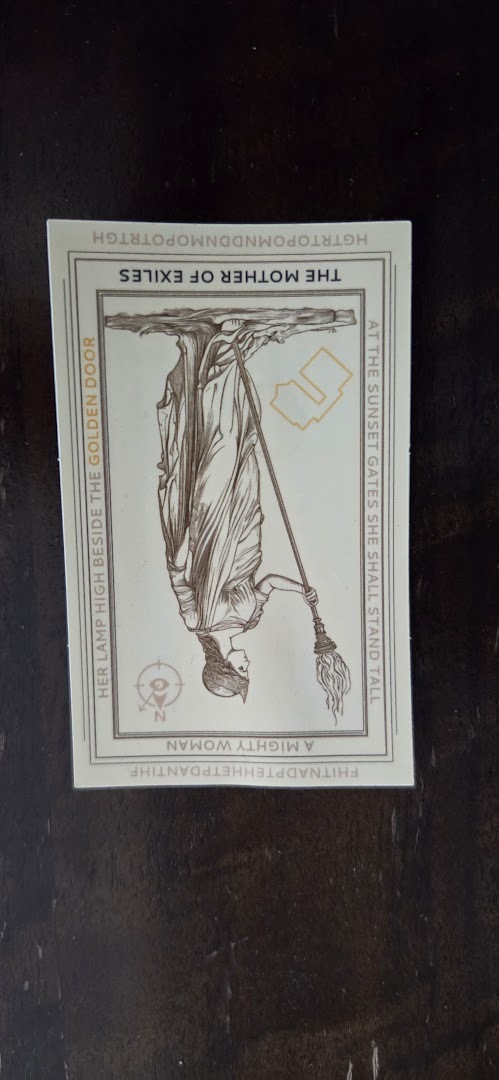 FHITNADPTEHHETPDANTIHF
A MIGHTY WOMAN
AT THE SUNSET GATES SHE SHALL STAND TALL
HER LAMP HIGH BESIDE THE GOLDEN DOOR
N
THE MOTHER OF EXILES
HGTRTOPOMNDDNMOPOTRTGH